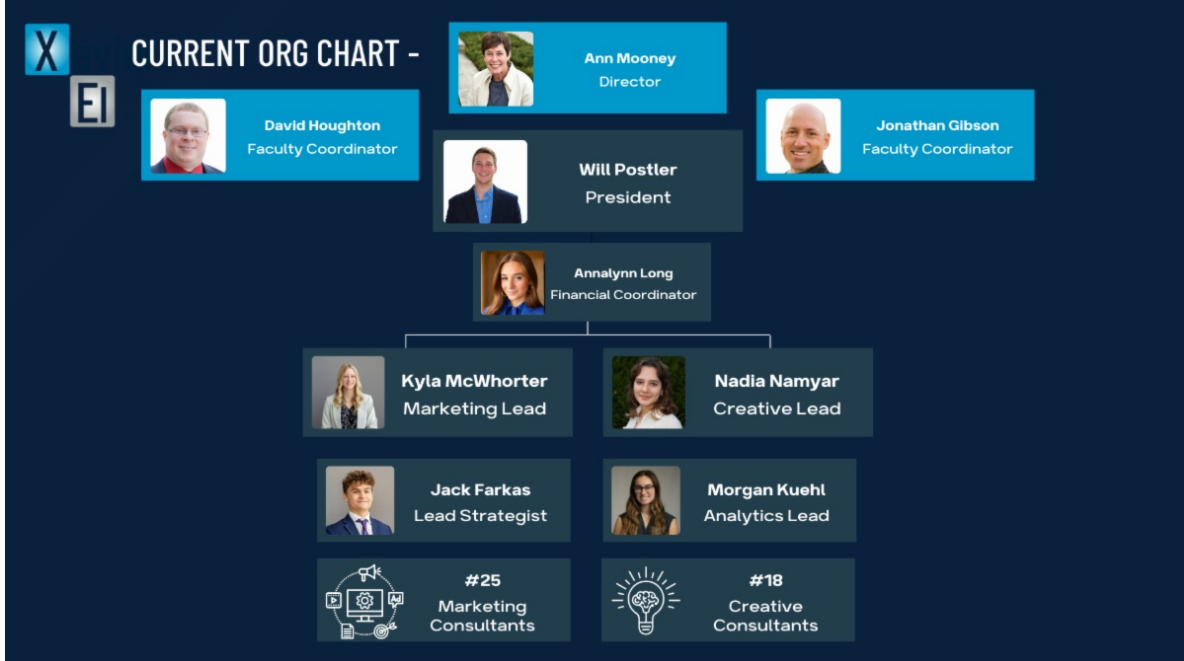 X
EI
CURRENT ORG CHART -
Ann Mooney
Director
David Houghton
Faculty Coordinator
Jonathan Gibson
Faculty Coordinator
Will Postler
President
Annalynn Long
Financial Coordinator
Kyla McWhorter
Marketing Lead
Nadia Namyar
Creative Lead
Jack Farkas
Lead Strategist
Morgan Kuehl
Analytics Lead
#25
Marketing
Consultants
#18
Creative
Consultants
Ad